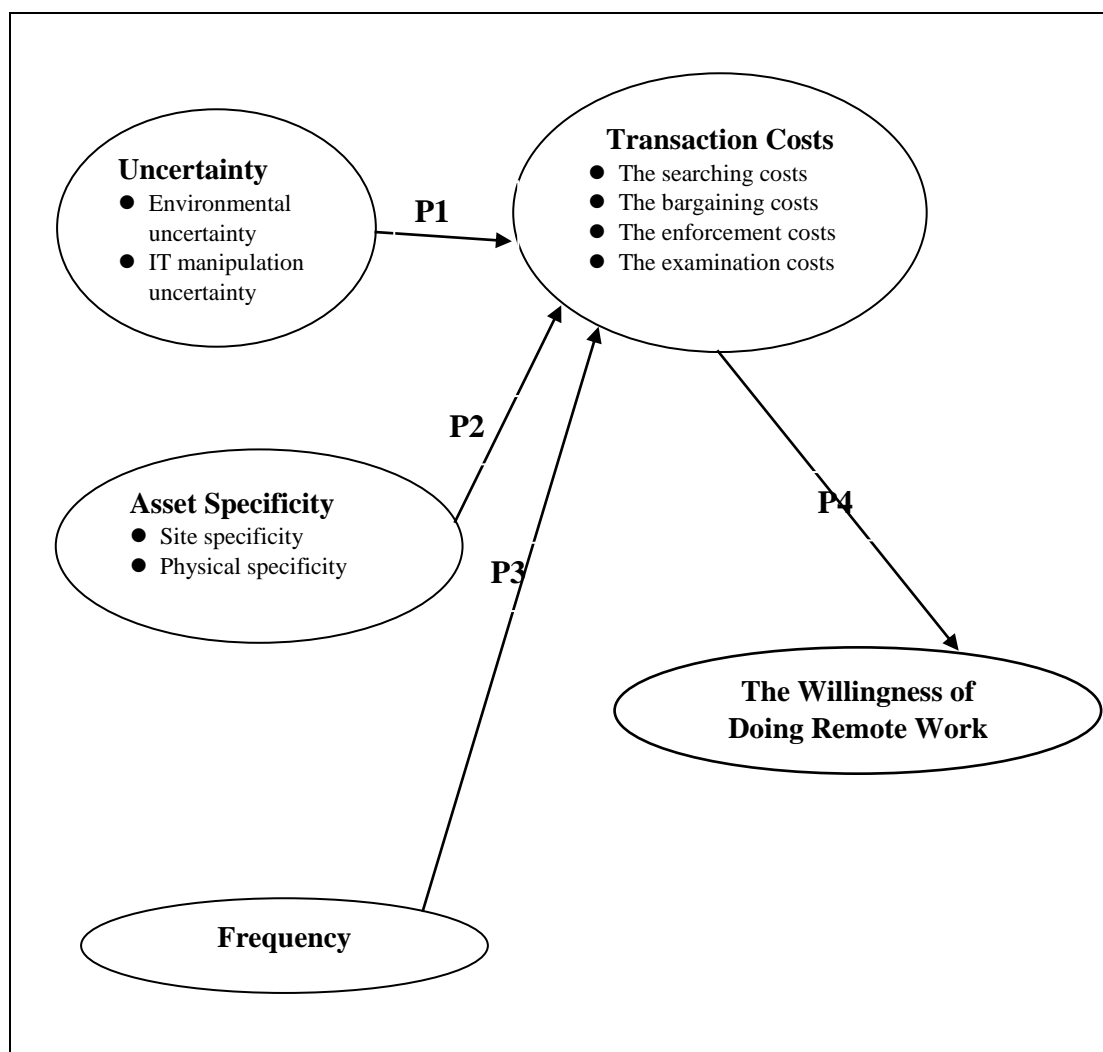 Transaction Costs
● The searching costs
● The bargaining costs
● The enforcement costs
● The examination costs
Uncertainty
● Environmental
uncertainty
● IT manipulation
uncertainty
P1
P2
Asset Specificity
● Site specificity
● Physical specificity
P3
P4
The Willingness of
Doing Remote Work
Frequency